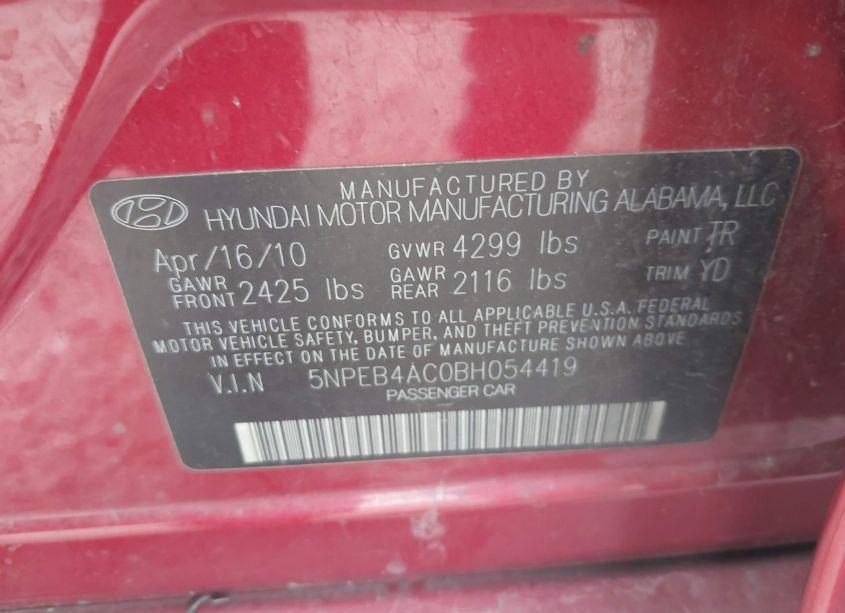 MANUFACTURED BY
HYUNDAI MOTOR MANUFACTURING ALABAMA, LLC
Apr/16/10 GVWR 4299 lbs PAINT TR
GAWR FRONT 2425 lbs GAWR REAR 2116 lbs TRIM YD
THIS VEHICLE CONFORMS TO ALL APPLICABLE U.S.A. FEDERAL
MOTOR VEHICLE SAFETY, BUMPER, AND THEFT PREVENTION STANDARDS
IN EFFECT ON THE DATE OF MANUFACTURE SHOWN ABOVE.
V.I.N 5NPEB4AC0BH054419
PASSENGER CAR